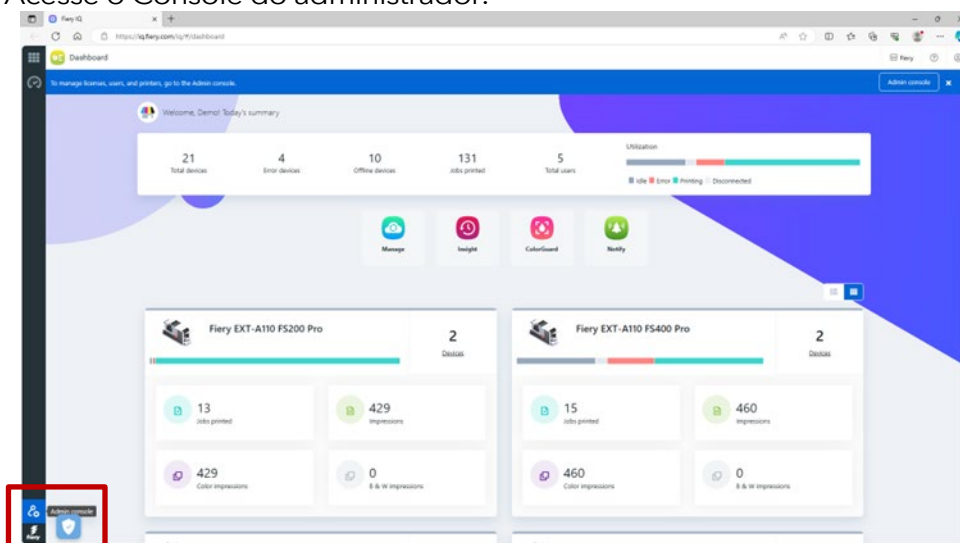 Acesse o Console do administrador.
Fiery IQ
https://iq.fiery.com/iq/#/dashboard
Dashboard
Fiery
To manage licenses, users, and printers, go to the Admin console.
Admin console
Welcome, Demo! Today's summary
21
Total devices
4
Error devices
10
Offline devices
131
Jobs printed
5
Total users
Utilization
Idle Error Printing Disconnected
Manage
Insight
ColorGuard
Notify
Fiery EXT-A110 FS200 Pro
2
Devices
13
Jobs printed
429
Impressions
429
Color impressions
0
B & W impressions
Fiery EXT-A110 FS400 Pro
2
Devices
15
Jobs printed
460
Impressions
460
Color impressions
0
B & W impressions
Admin console
Fiery